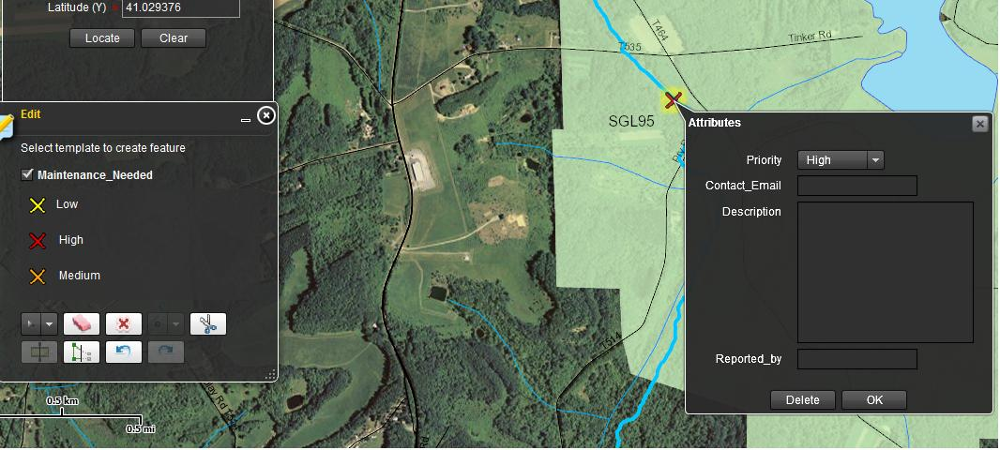 Latitude (Y)
41.029376
Locate
Clear
Edit
Select template to create feature
Maintenance_Needed
Low
High
Medium
0.5 km
0.5 mi
T535
T464
Tinker Rd
SGL95
T514
Rd
Attributes
Priority
High
Contact_Email
Description
Reported_by
Delete
OK